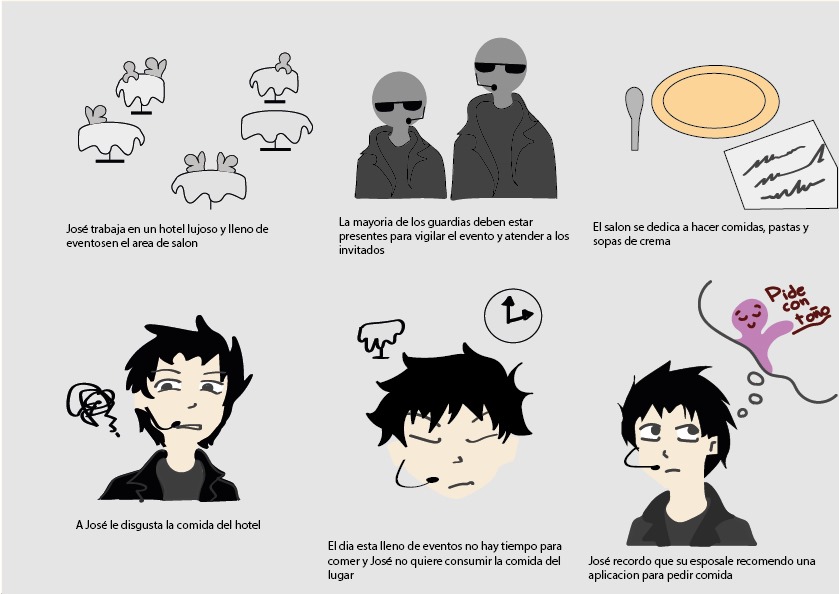 José trabaja en un hotel lujoso y lleno de
eventosen el area de salon
La mayoria de los guardias deben estar
presentes para vigilar el evento y atender a los
invitados
El salon se dedica a hacer comidas, pastas y
sopas de crema
Pide
con
toño
A José le disgusta la comida del hotel
El dia esta lleno de eventos no hay tiempo para
comer y José no quiere consumir la comida del
lugar
José recordo que su esposale recomendo una
aplicacion para pedir comida